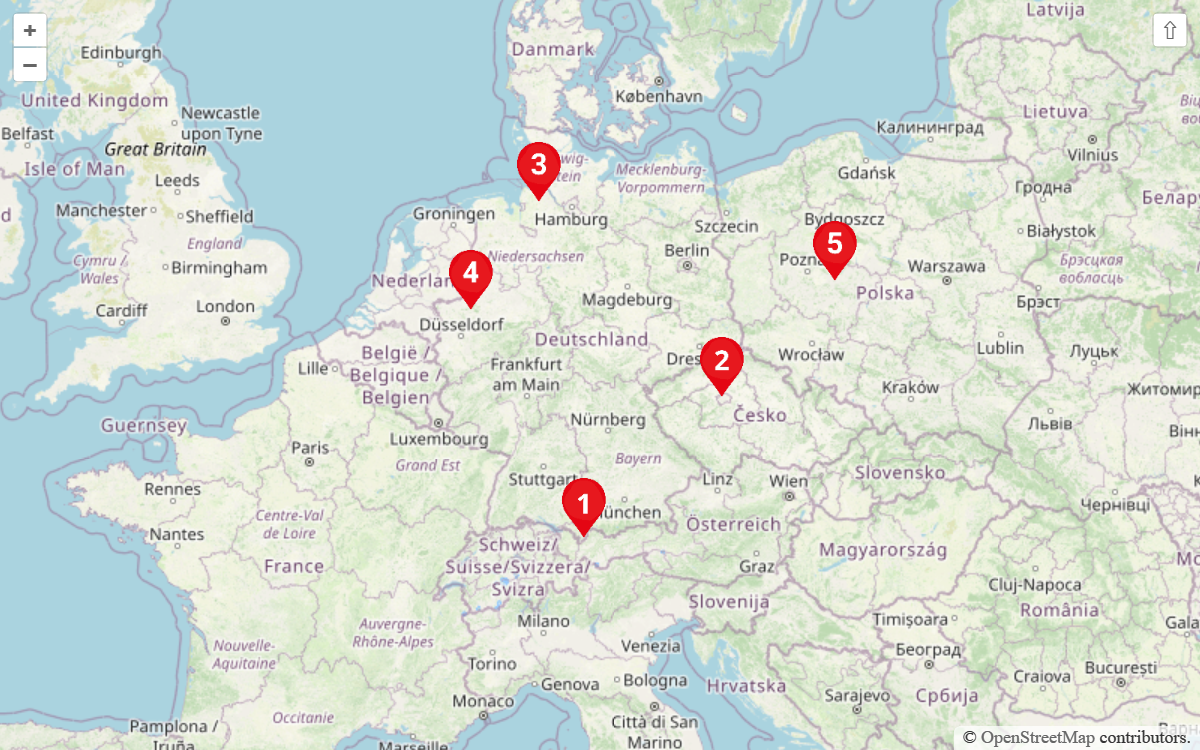 Latvija
+
⇧
Danmark
Edinburgh
−
København
United Kingdom
Newcastle
upon Tyne
Lietuva
Belfast
Калининград
Great Britain
Vilnius
Isle of Man
3
Mecklenburg-
Vorpommern
Gdańsk
Leeds
Гродна
Беларусь
Manchester
Sheffield
Groningen
Hamburg
Bydgoszcz
Szczecin
Białystok
England
5
Berlin
Niedersachsen
Cymru /
Wales
Birmingham
4
Poznań
Warszawa
Брэсцкая
вобласць
Nederland
Polska
Magdeburg
Cardiff
London
Брэст
Düsseldorf
Deutschland
België /
Belgique /
Belgien
2
Wrocław
Lublin
Луцьк
Lille
Frankfurt
am Main
Kraków
Житомир
Česko
Nürnberg
Guernsey
Львів
Luxembourg
Paris
Grand Est
Bayern
Slovensko
Stuttgart
Linz
Wien
Rennes
1
München
Чернівці
Centre-Val
de Loire
Nantes
Österreich
Schweiz/
Suisse/Svizzera/
Svizra
Magyarország
France
Graz
Cluj-Napoca
România
Slovenija
Auvergne-
Rhône-Alpes
Milano
Timișoara
Nouvelle-
Aquitaine
Venezia
Београд
Torino
Genova
Bologna
Hrvatska
București
Craiova
Monaco
Sarajevo
Србија
Occitanie
Città di San
Marino
Pamplona /
Iruña
Marseille
© OpenStreetMap contributors.